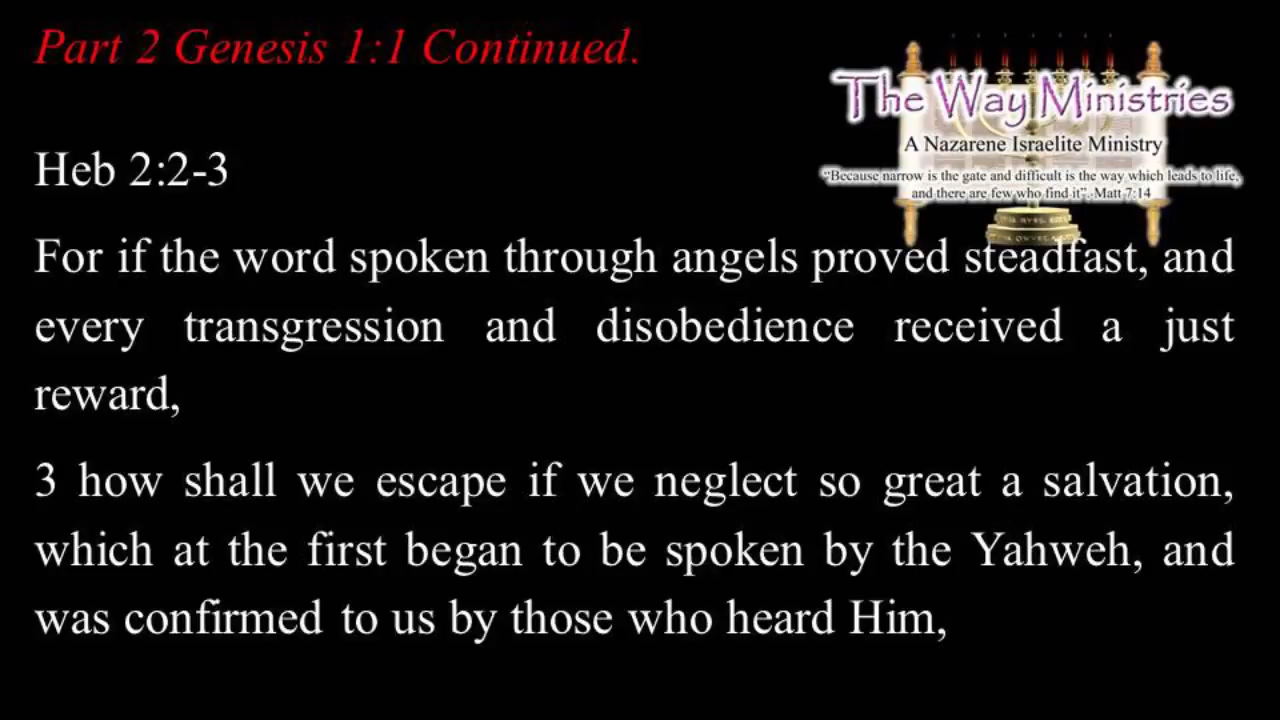 Part 2 Genesis 1:1 Continued.
The Way Ministries
A Nazarene Israelite Ministry
"Because narrow is the gate and difficult is the way which leads to life,
and there are few who find it".-Matt 7:14
Heb 2:2-3
For if the word spoken through angels proved steadfast, and
every transgression and disobedience received a just
reward,
3 how shall we escape if we neglect so great a salvation,
which at the first began to be spoken by the Yahweh, and
was confirmed to us by those who heard Him,